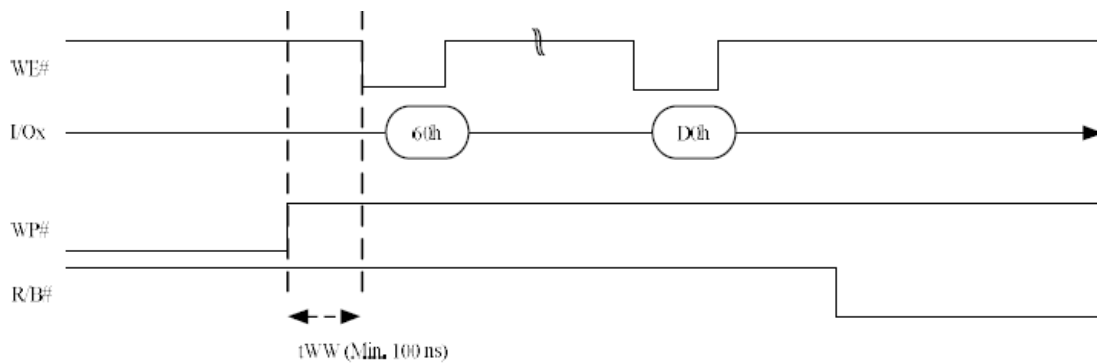 WE#
I/Ox
60h
D0h
WP#
R/B#
tWW (Min. 100 ns)